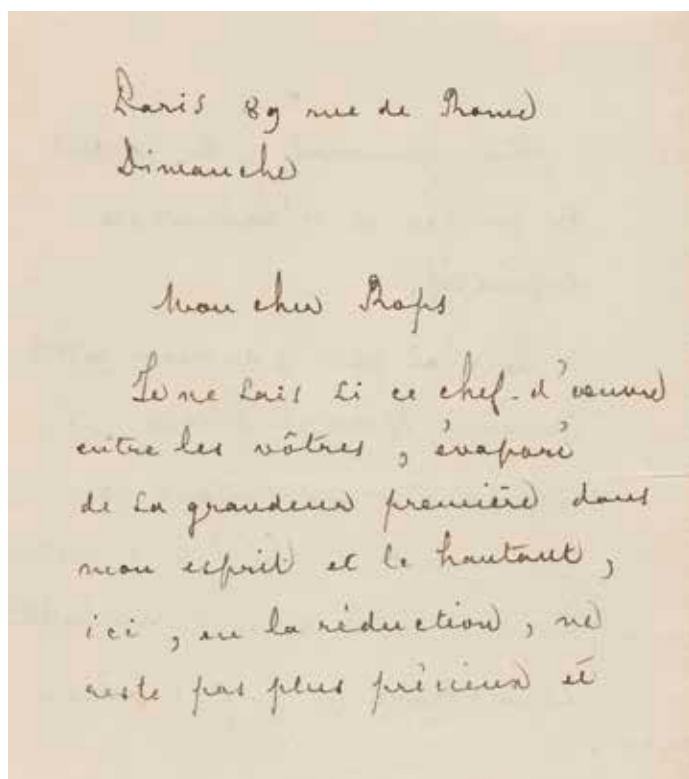 Paris 89 rue de Rome
Dimanche
Mon cher Rops
Je ne sais si ce chef-d'œuvre
entre les vôtres, évaporé
de sa grandeur première dans
mon esprit et le hantant,
ici, en la réduction, ne
reste pas plus précieux et